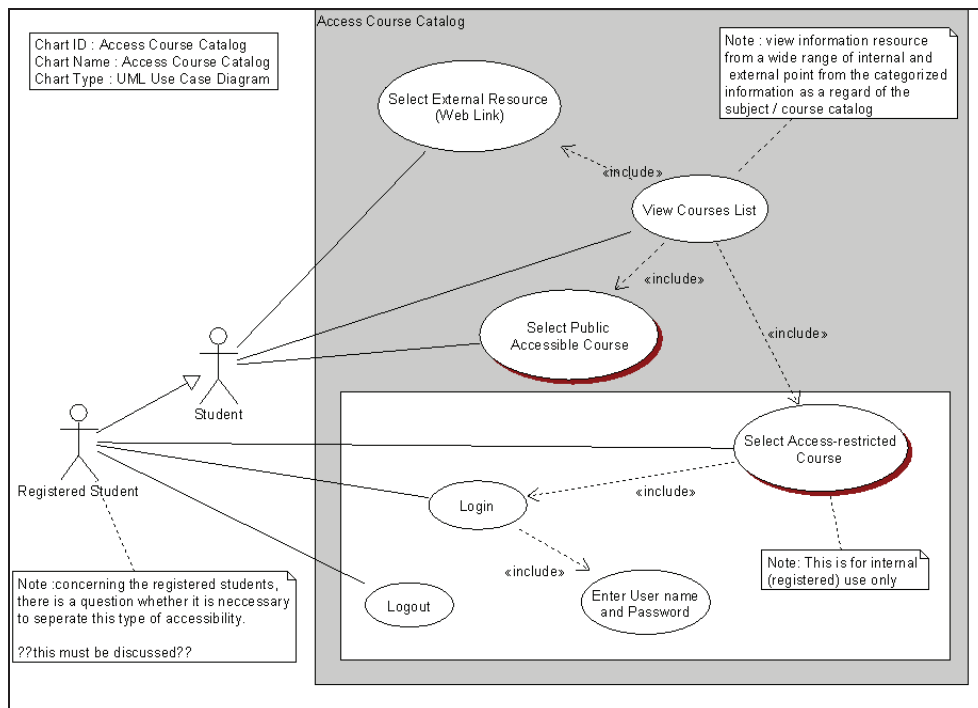 Access Course Catalog
Chart ID : Access Course Catalog
Chart Name : Access Course Catalog
Chart Type : UML Use Case Diagram
Note : view information resource
from a wide range of internal and
external point from the categorized
information as a regard of the
subject / course catalog
Select External Resource
(Web Link)
«include»
View Courses List
«include»
Select Public
Accessible Course
«include»
Student
Select Access-restricted
Course
Registered Student
«include»
Login
Note: This is for internal
(registered) use only
«include»
Enter User name
and Password
Logout
Note :concerning the registered students,
there is a question whether it is neccessary
to seperate this type of accessibility.
??this must be discussed??